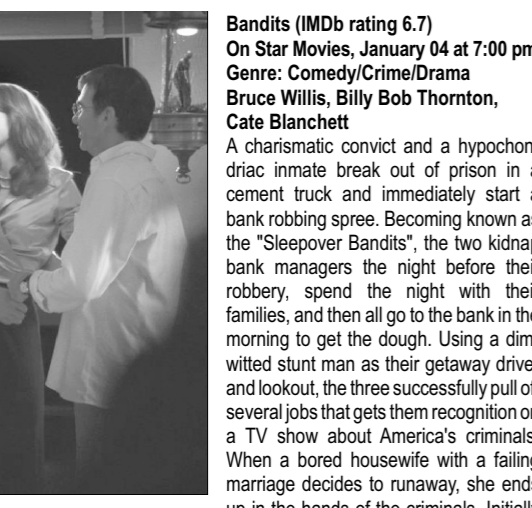 Bandits (IMDb rating 6.7)
On Star Movies, January 04 at 7:00 pm
Genre: Comedy/Crime/Drama
Bruce Willis, Billy Bob Thornton,
Cate Blanchett
A charismatic convict and a hypochon
driac inmate break out of prison in a
cement truck and immediately start a
bank robbing spree. Becoming known as
the "Sleepover Bandits", the two kidnap
bank managers the night before their
robbery, spend the night with their
families, and then all go to the bank in the
morning to get the dough. Using a dim
witted stunt man as their getaway drive
and lookout, the three successfully pull of
several jobs that gets them recognition on
a TV show about America's criminals
When a bored housewife with a failing
marriage decides to runaway, she ends
up in the hands of the criminals. Initiall